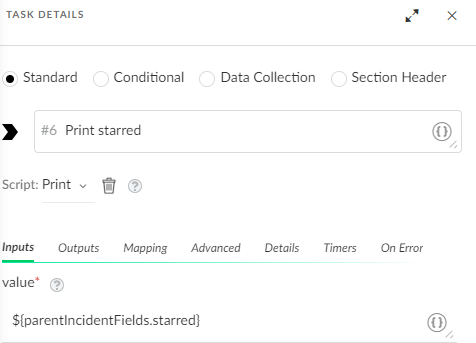 TASK DETAILS
Standard Conditional Data Collection Section Header
#6 Print starred {}
Script: Print ?
Inputs Outputs Mapping Advanced Details Timers On Error
value* ?
${parentIncidentFields.starred} {}